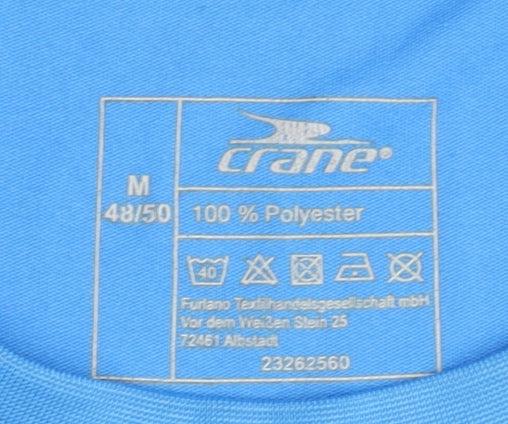 crane®
M
48/50
100 % Polyester
40
Furlano Textilhandelsgesellschaft mbH
Vor dem Weißen Stein 25
72461 Albstadt
23262560